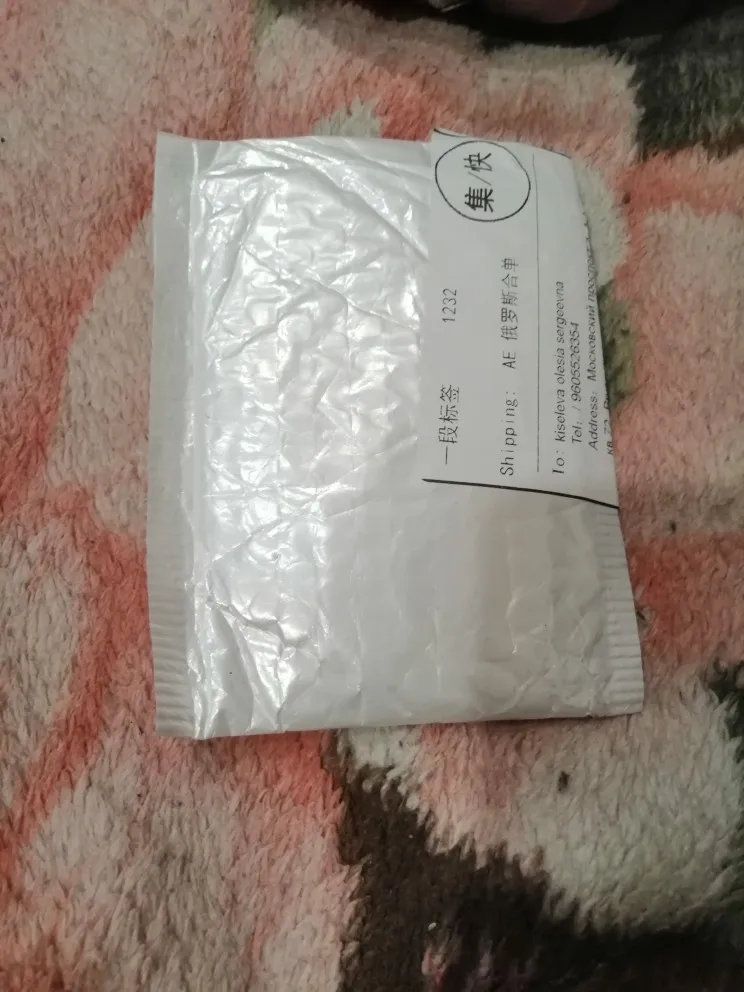 集/快
一段标签 1232
Shipping: AE 俄罗斯合单
To: kiseleva olesia sergeevna
Tel: / 9605526354
Address: Московский проспект